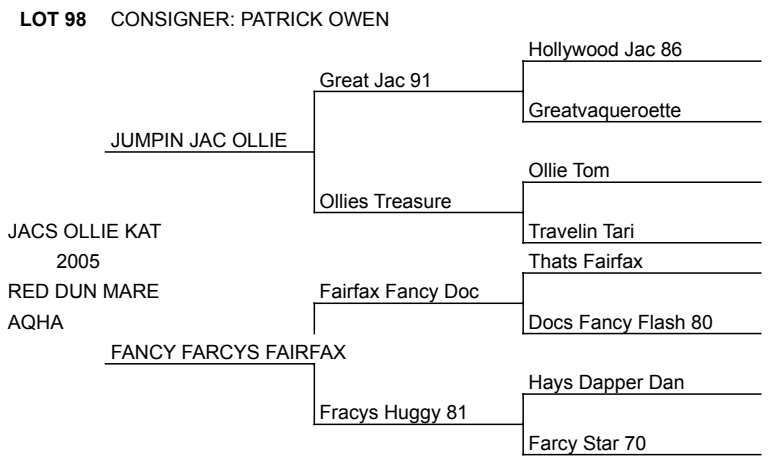 LOT 98 CONSIGNER: PATRICK OWEN
Hollywood Jac 86
Great Jac 91
Greatvaqueroette
JUMPIN JAC OLLIE
Ollie Tom
Ollies Treasure
Travelin Tari
JACS OLLIE KAT
2005
RED DUN MARE
AQHA
Thats Fairfax
Fairfax Fancy Doc
Docs Fancy Flash 80
FANCY FARCYS FAIRFAX
Hays Dapper Dan
Fracys Huggy 81
Farcy Star 70